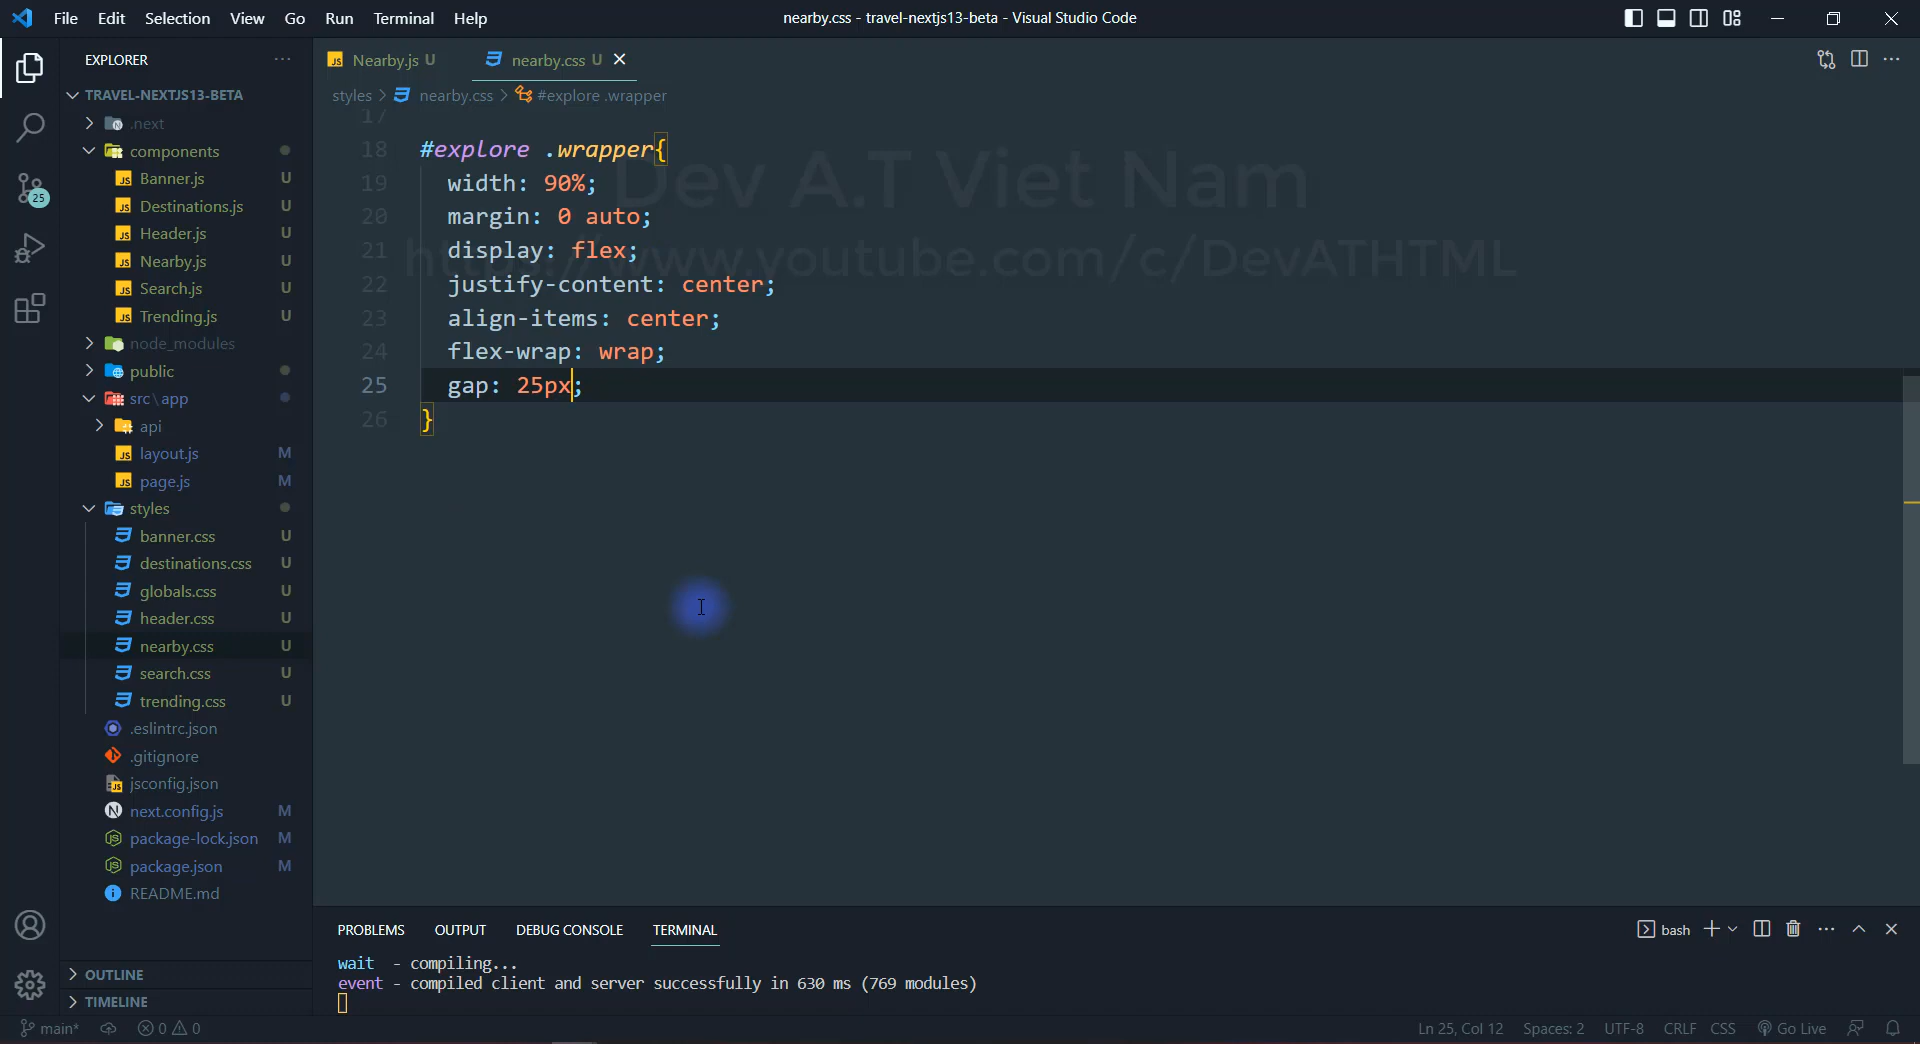 File Edit Selection View Go Run Terminal Help
nearby.css - travel-nextjs13-beta - Visual Studio Code
EXPLORER
TRAVEL-NEXTJS13-BETA
.next
components
Banner.js U
Destinations.js U
Header.js U
Nearby.js U
Search.js U
Trending.js U
node_modules
public
src\app
api
layout.js M
page.js M
styles
banner.css U
destinations.css U
globals.css U
header.css U
nearby.css U
search.css U
trending.css U
.eslintrc.json
.gitignore
jsconfig.json
next.config.js M
package-lock.json M
package.json M
README.md
OUTLINE
TIMELINE
25
Nearby.js U
nearby.css U
styles > nearby.css > #explore .wrapper
17
18 #explore .wrapper{
19 width: 90%;
20 margin: 0 auto;
21 display: flex;
22 justify-content: center;
23 align-items: center;
24 flex-wrap: wrap;
25 gap: 25px;
26 }
Dev A.T Viet Nam
https://www.youtube.com/c/DevATHTML
PROBLEMS OUTPUT DEBUG CONSOLE TERMINAL
bash
wait - compiling...
event - compiled client and server successfully in 630 ms (769 modules)
main* 0 0
Ln 25, Col 12 Spaces: 2 UTF-8 CRLF CSS Go Live